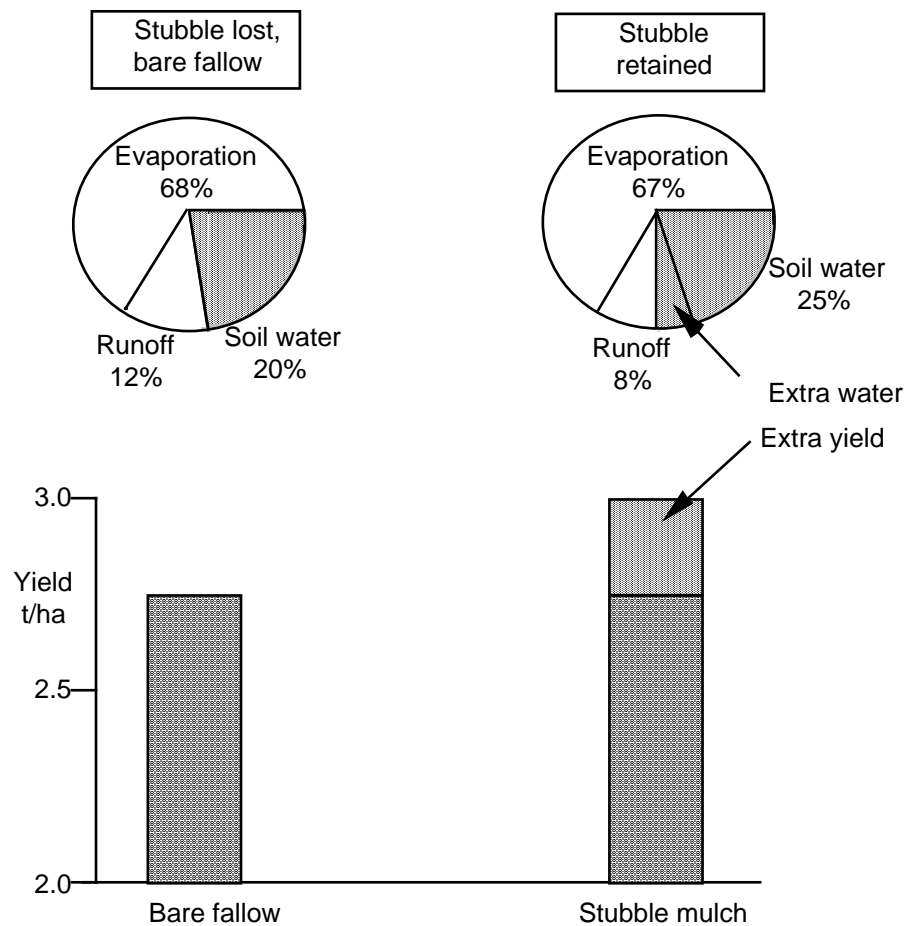 Stubble lost,
bare fallow
Stubble
retained
Evaporation
68%
Runoff
12%
Soil water
20%
Evaporation
67%
Soil water
25%
Runoff
8%
Extra water
Extra yield
3.0
Yield
t/ha
2.5
2.0
Bare fallow
Stubble mulch